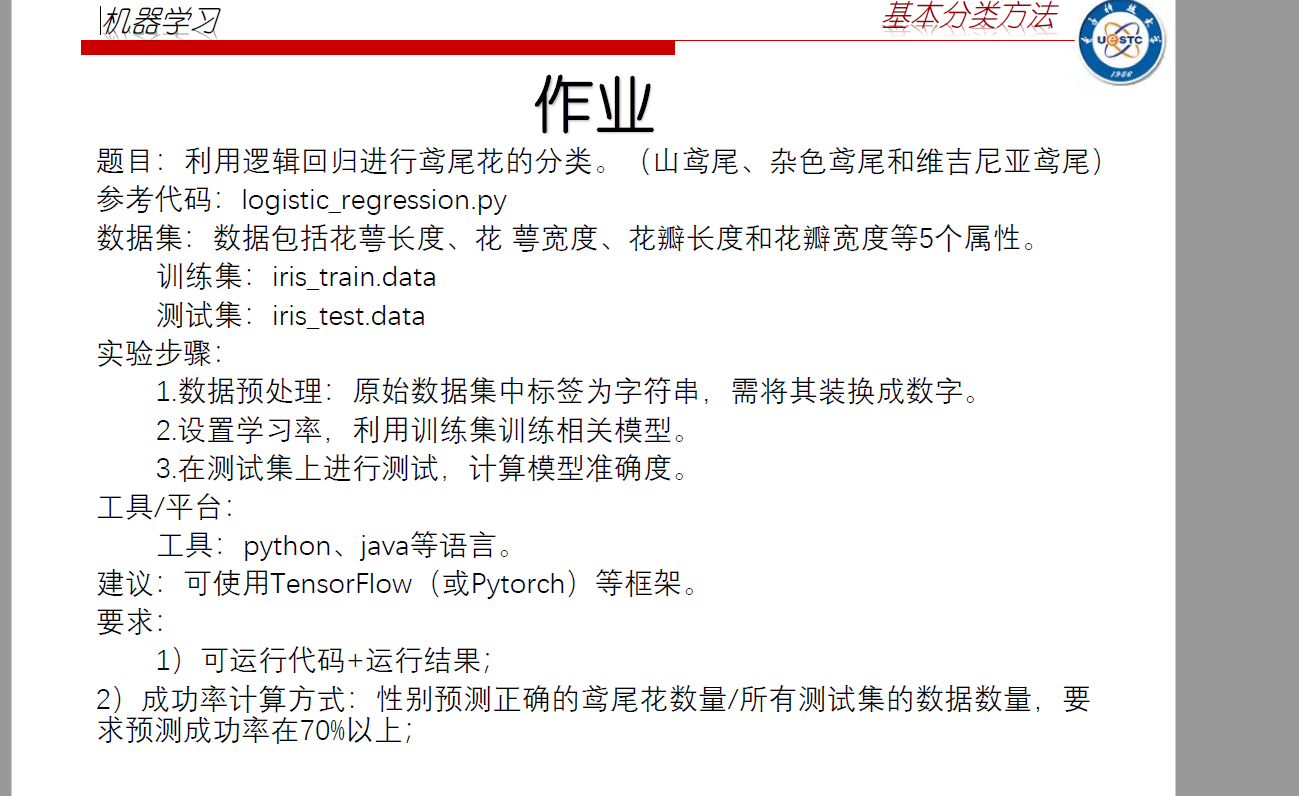 机器学习
基本分类方法
UESTC
1956
作业
题目：利用逻辑回归进行鸢尾花的分类。（山鸢尾、杂色鸢尾和维吉尼亚鸢尾）
参考代码：logistic_regression.py
数据集：数据包括花萼长度、花 萼宽度、花瓣长度和花瓣宽度等5个属性。
训练集：iris_train.data
测试集：iris_test.data
实验步骤：
1.数据预处理：原始数据集中标签为字符串，需将其装换成数字。
2.设置学习率，利用训练集训练相关模型。
3.在测试集上进行测试，计算模型准确度。
工具/平台：
工具：python、java等语言。
建议：可使用TensorFlow（或Pytorch）等框架。
要求：
1）可运行代码+运行结果；
2）成功率计算方式：性别预测正确的鸢尾花数量/所有测试集的数据数量，要
求预测成功率在70%以上；